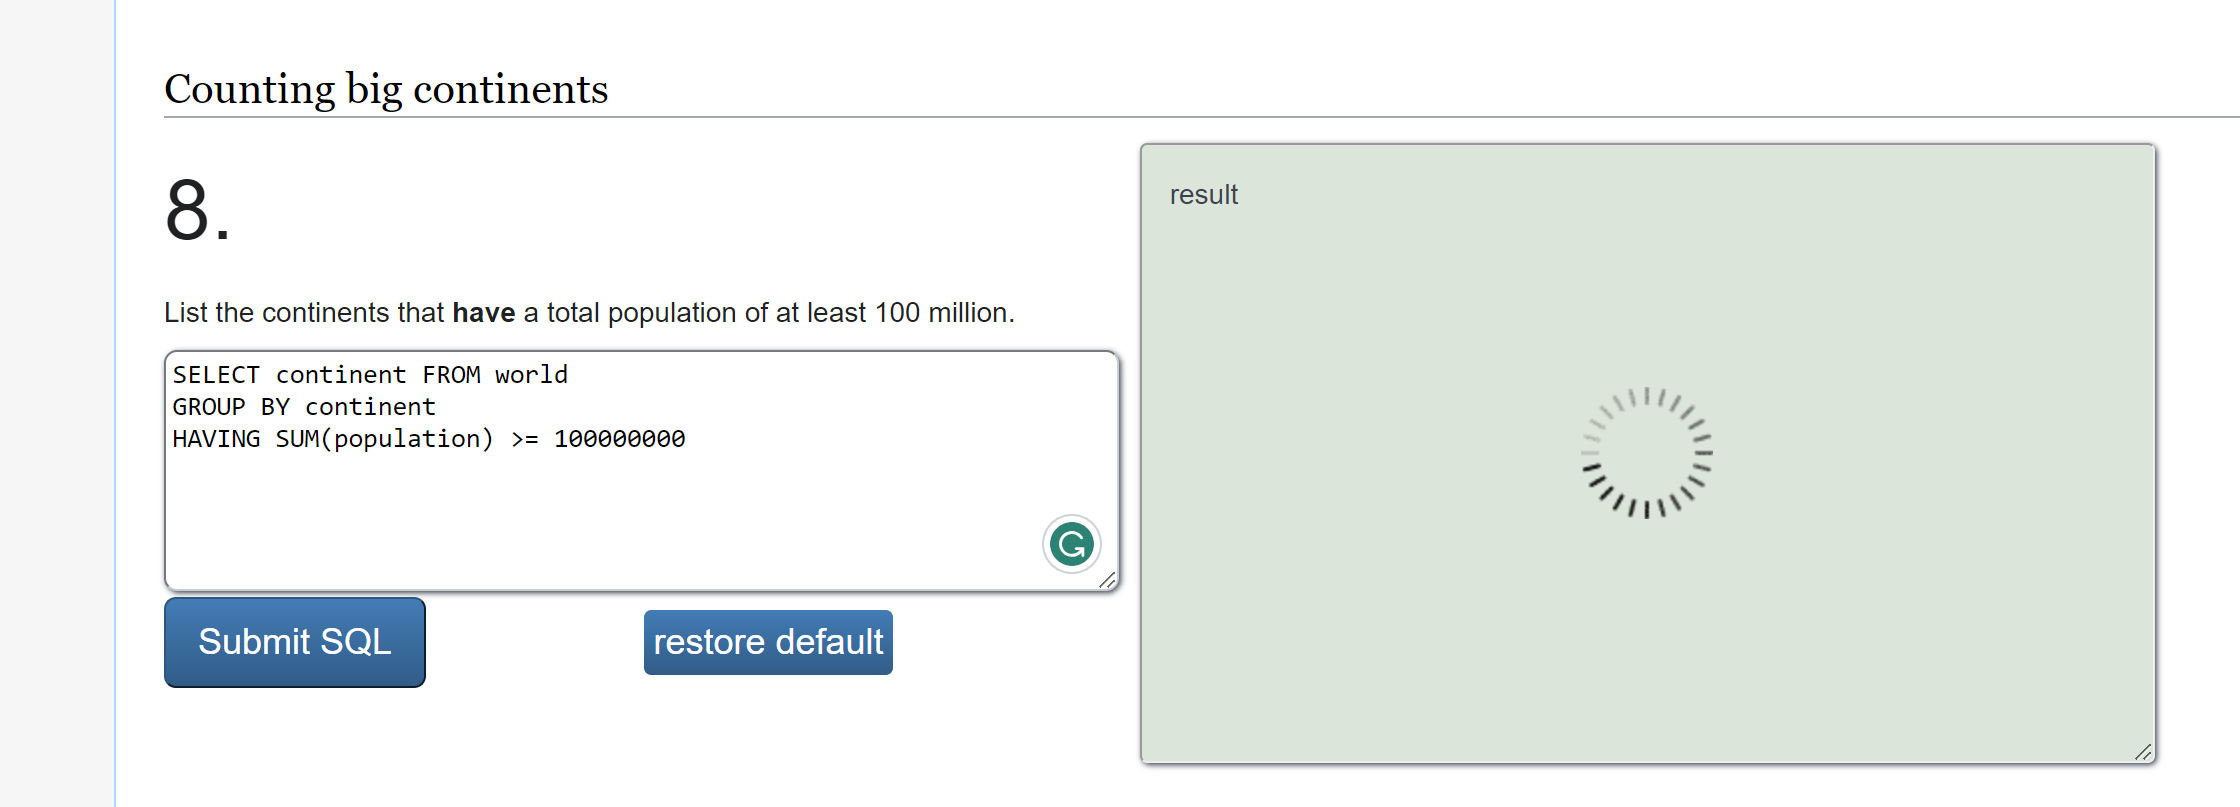 Counting big continents
8.
List the continents that have a total population of at least 100 million.
SELECT continent FROM world
GROUP BY continent
HAVING SUM(population) >= 100000000
Submit SQL
restore default
result